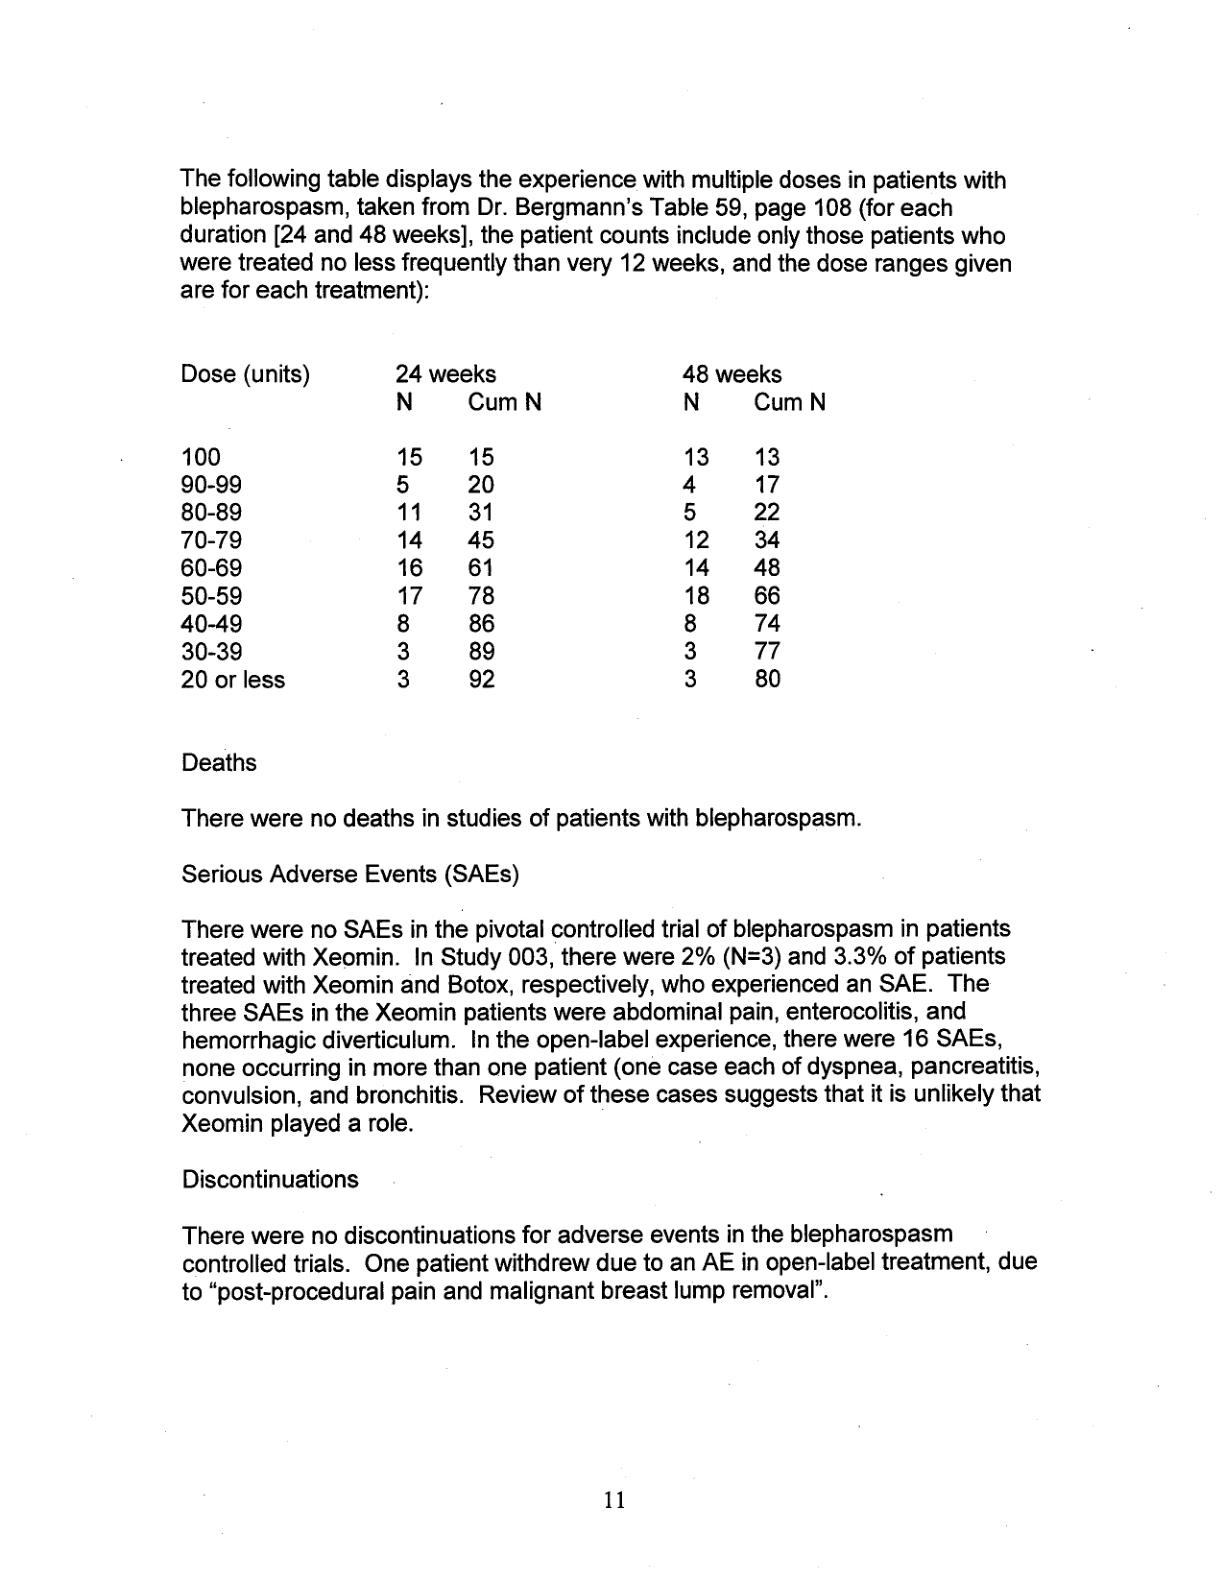 The following table displays the experience with multiple doses in patients with
blepharospasm, taken from Dr. Bergmann's Table 59, page 108 (for each
duration [24 and 48 weeks], the patient counts include only those patients who
were treated no less frequently than very 12 weeks, and the dose ranges given
are for each treatment):
Dose (units) 24 weeks 48 weeks
N Cum N N Cum N
100 15 15 13 13
90-99 5 20 4 17
80-89 11 31 5 22
70-79 14 45 12 34
60-69 16 61 14 48
50-59 17 78 18 66
40-49 8 86 8 74
30-39 3 89 3 77
20 or less 3 92 3 80
Deaths
There were no deaths in studies of patients with blepharospasm.
Serious Adverse Events (SAEs)
There were no SAEs in the pivotal controlled trial of blepharospasm in patients
treated with Xeomin. In Study 003, there were 2% (N=3) and 3.3% of patients
treated with Xeomin and Botox, respectively, who experienced an SAE. The
three SAEs in the Xeomin patients were abdominal pain, enterocolitis, and
hemorrhagic diverticulum. In the open-label experience, there were 16 SAEs,
none occurring in more than one patient (one case each of dyspnea, pancreatitis,
convulsion, and bronchitis. Review of these cases suggests that it is unlikely that
Xeomin played a role.
Discontinuations
There were no discontinuations for adverse events in the blepharospasm
controlled trials. One patient withdrew due to an AE in open-label treatment, due
to "post-procedural pain and malignant breast lump removal".
11